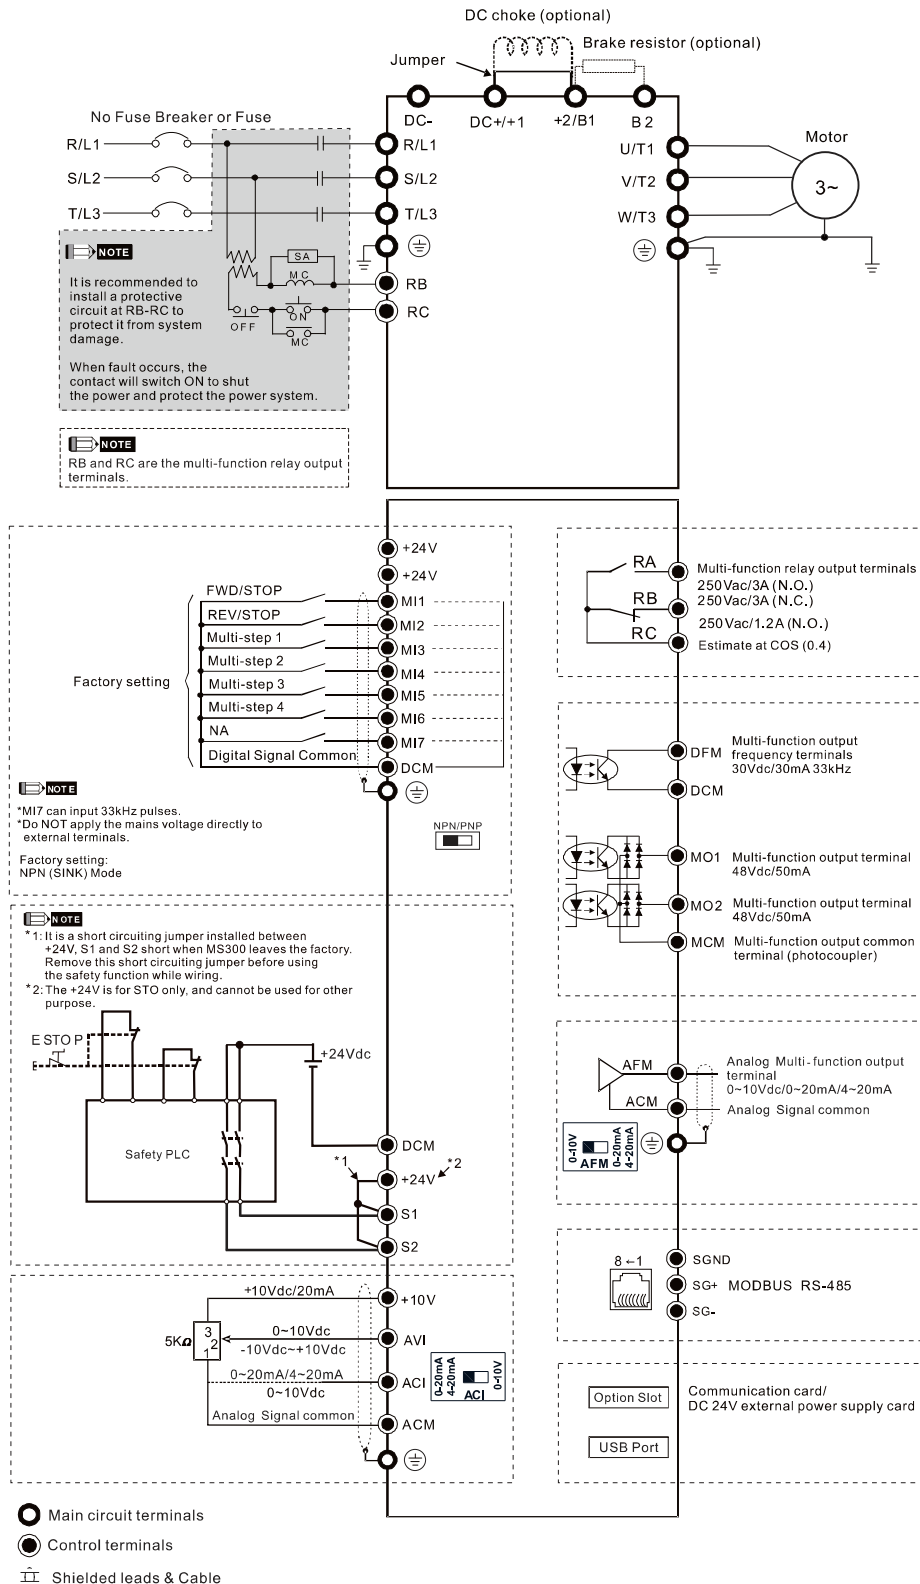 DC choke (optional)
Brake resistor (optional)
Jumper
No Fuse Breaker or Fuse
DC-
DC+/+1
+2/B1
B2
Motor
R/L1
R/L1
U/T1
S/L2
S/L2
V/T2
3~
T/L3
T/L3
W/T3
NOTE
SA
It is recommended to
install a protective
circuit at RB-RC to
protect it from system
damage.
When fault occurs, the
contact will switch ON to shut
the power and protect the power system.
MC
RB
ON
RC
OFF
MC
NOTE
RB and RC are the multi-function relay output
terminals.
+24V
+24V
FWD/STOP
MI1
REV/STOP
MI2
Multi-step 1
MI3
Multi-step 2
MI4
Factory setting
Multi-step 3
MI5
Multi-step 4
MI6
NA
MI7
Digital Signal Common
DCM
NOTE
*MI7 can input 33kHz pulses.
*Do NOT apply the mains voltage directly to
external terminals.
Factory setting:
NPN (SINK) Mode
NPN/PNP
RA
Multi-function relay output terminals
250Vac/3A (N.O.)
RB
250Vac/3A (N.C.)
250Vac/1.2A (N.O.)
RC
Estimate at COS (0.4)
DFM
Multi-function output
frequency terminals
30Vdc/30mA 33kHz
DCM
MO1
Multi-function output terminal
48Vdc/50mA
MO2
Multi-function output terminal
48Vdc/50mA
MCM
Multi-function output common
terminal (photocoupler)
NOTE
*1: It is a short circuiting jumper installed between
+24V, S1 and S2 short when MS300 leaves the factory.
Remove this short circuiting jumper before using
the safety function while wiring.
*2: The +24V is for STO only, and cannot be used for other
purpose.
E STOP
+24Vdc
Safety PLC
DCM
*1
*2
+24V
S1
S2
AFM
Analog Multi-function output
terminal
0~10Vdc/0~20mA/4~20mA
ACM
Analog Signal common
0-10V
AFM
0-20mA
4-20mA
+10Vdc/20mA
+10V
5KΩ
3
2
1
0~10Vdc
-10Vdc~+10Vdc
AVI
0~20mA/4~20mA
0~10Vdc
ACI
0-20mA
4-20mA
ACI
0-10V
Analog Signal common
ACM
8←1
SGND
SG+
MODBUS RS-485
SG-
Option Slot
Communication card/
DC 24V external power supply card
USB Port
Main circuit terminals
Control terminals
Shielded leads & Cable